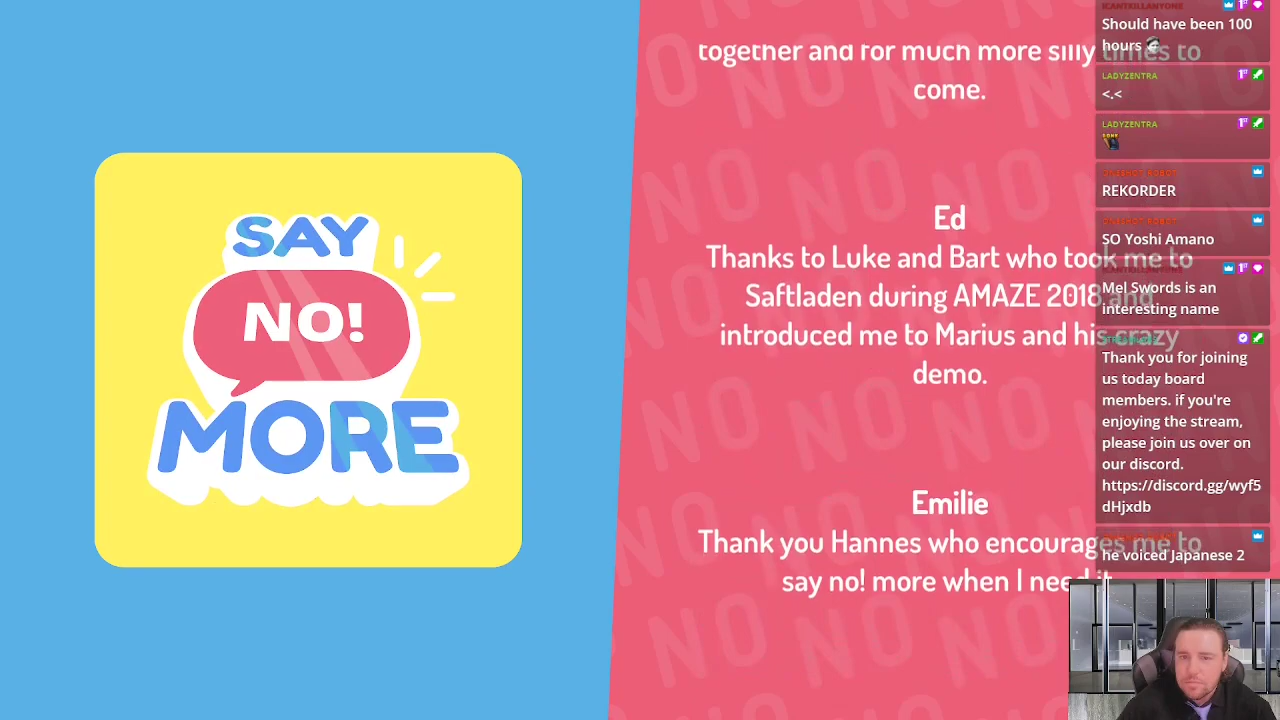 SAY
NO!
MORE
together and for much more silly times to
come.
Ed
Thanks to Luke and Bart who took me to
Saftladen during AMAZE 2018 and
introduced me to Marius and his crazy
demo.
Emilie
Thank you Hannes who encourages me to
say no! more when I need it
ICANTKILLANYONE
Should have been 100
hours
LADYZENTRA
<.<
LADYZENTRA
REKORDER
SO Yoshi Amano
ICANTKILLANYONE
Mel Swords is an
interesting name
Thank you for joining
us today board
members. if you're
enjoying the stream,
please join us over on
our discord.
https://discord.gg/wyf5
dHjxdb
he voiced Japanese 2